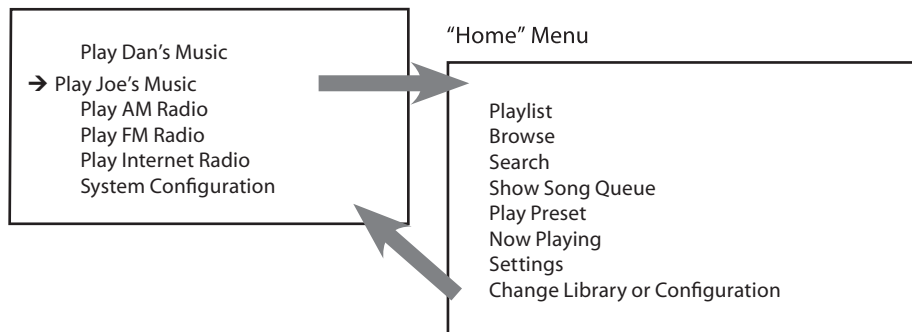 Play Dan’s Music
➔ Play Joe’s Music
Play AM Radio
Play FM Radio
Play Internet Radio
System Configuration
“Home” Menu
Playlist
Browse
Search
Show Song Queue
Play Preset
Now Playing
Settings
Change Library or Configuration